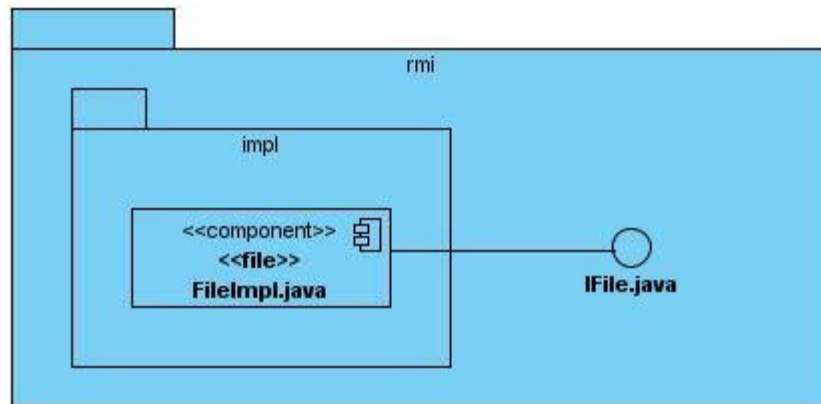 rmi
impl
<<component>>
<<file>>
FileImpl.java
IFile.java